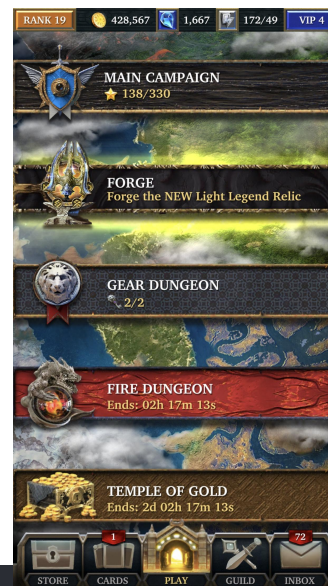 RANK 19 428,567 1,667 172/49 VIP 4
MAIN CAMPAIGN
138/330
FORGE
Forge the NEW Light Legend Relic
GEAR DUNGEON
2/2
FIRE DUNGEON
Ends: 02h 17m 13s
TEMPLE OF GOLD
Ends: 2d 02h 17m 13s
1 72
STORE CARDS PLAY GUILD INBOX